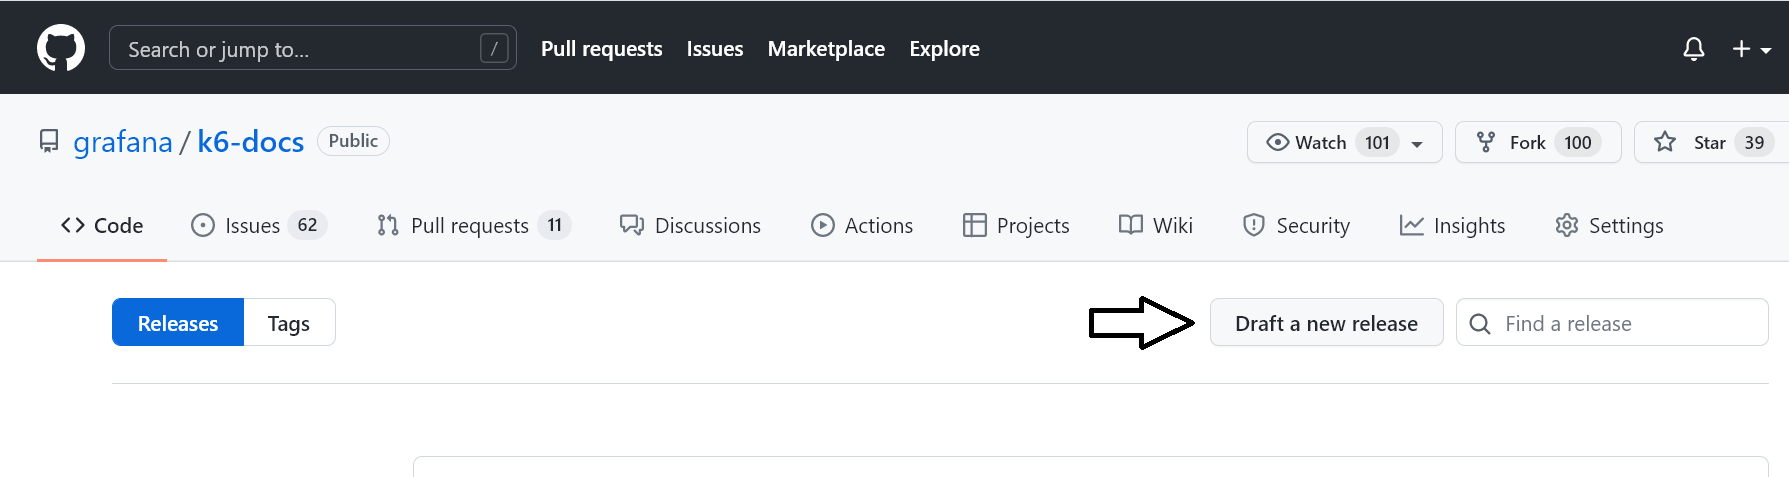 Search or jump to... / Pull requests Issues Marketplace Explore
grafana / k6-docs Public Watch 101 Fork 100 Star 39
Code Issues 62 Pull requests 11 Discussions Actions Projects Wiki Security Insights Settings
Releases Tags Draft a new release Find a release